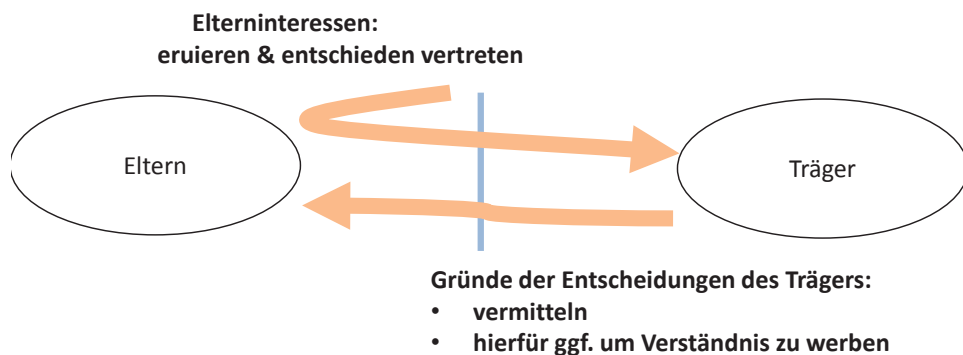 Elterninteressen:
eruieren & entschieden vertreten
Eltern
Träger
Gründe der Entscheidungen des Trägers:
• vermitteln
• hierfür ggf. um Verständnis zu werben